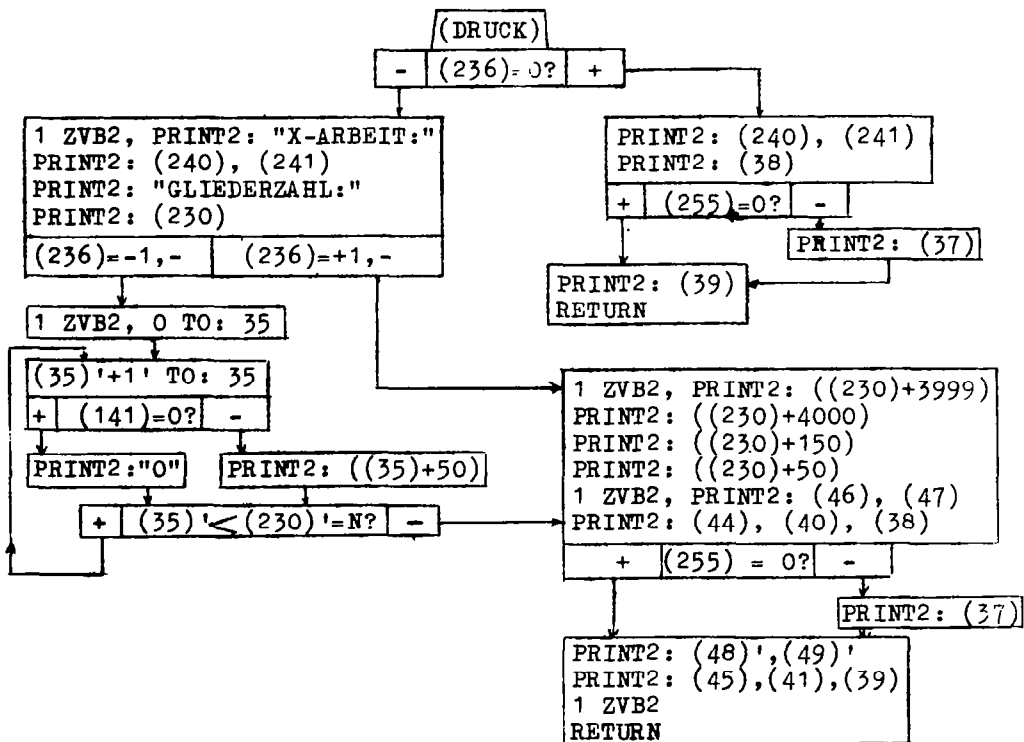 (DRUCK)
- (236)=0? +
1 ZVB2, PRINT2: "X-ARBEIT:"
PRINT2: (240), (241)
PRINT2: "GLIEDERZAHL:"
PRINT2: (230)
(236)=-1,- (236)=+1,-
PRINT2: (240), (241)
PRINT2: (38)
+ (255)=0? -
PRINT2: (37)
PRINT2: (39)
RETURN
1 ZVB2, 0 TO: 35
(35)'+1' TO: 35
+ (141)=0? -
PRINT2:"0"
PRINT2: ((35)+50)
+ (35)'<(230)'=N? -
1 ZVB2, PRINT2: ((230)+3999)
PRINT2: ((230)+4000)
PRINT2: ((230)+150)
PRINT2: ((230)+50)
1 ZVB2, PRINT2: (46), (47)
PRINT2: (44), (40), (38)
+ (255) = 0? -
PRINT2: (37)
PRINT2: (48)',(49)'
PRINT2: (45),(41),(39)
1 ZVB2
RETURN